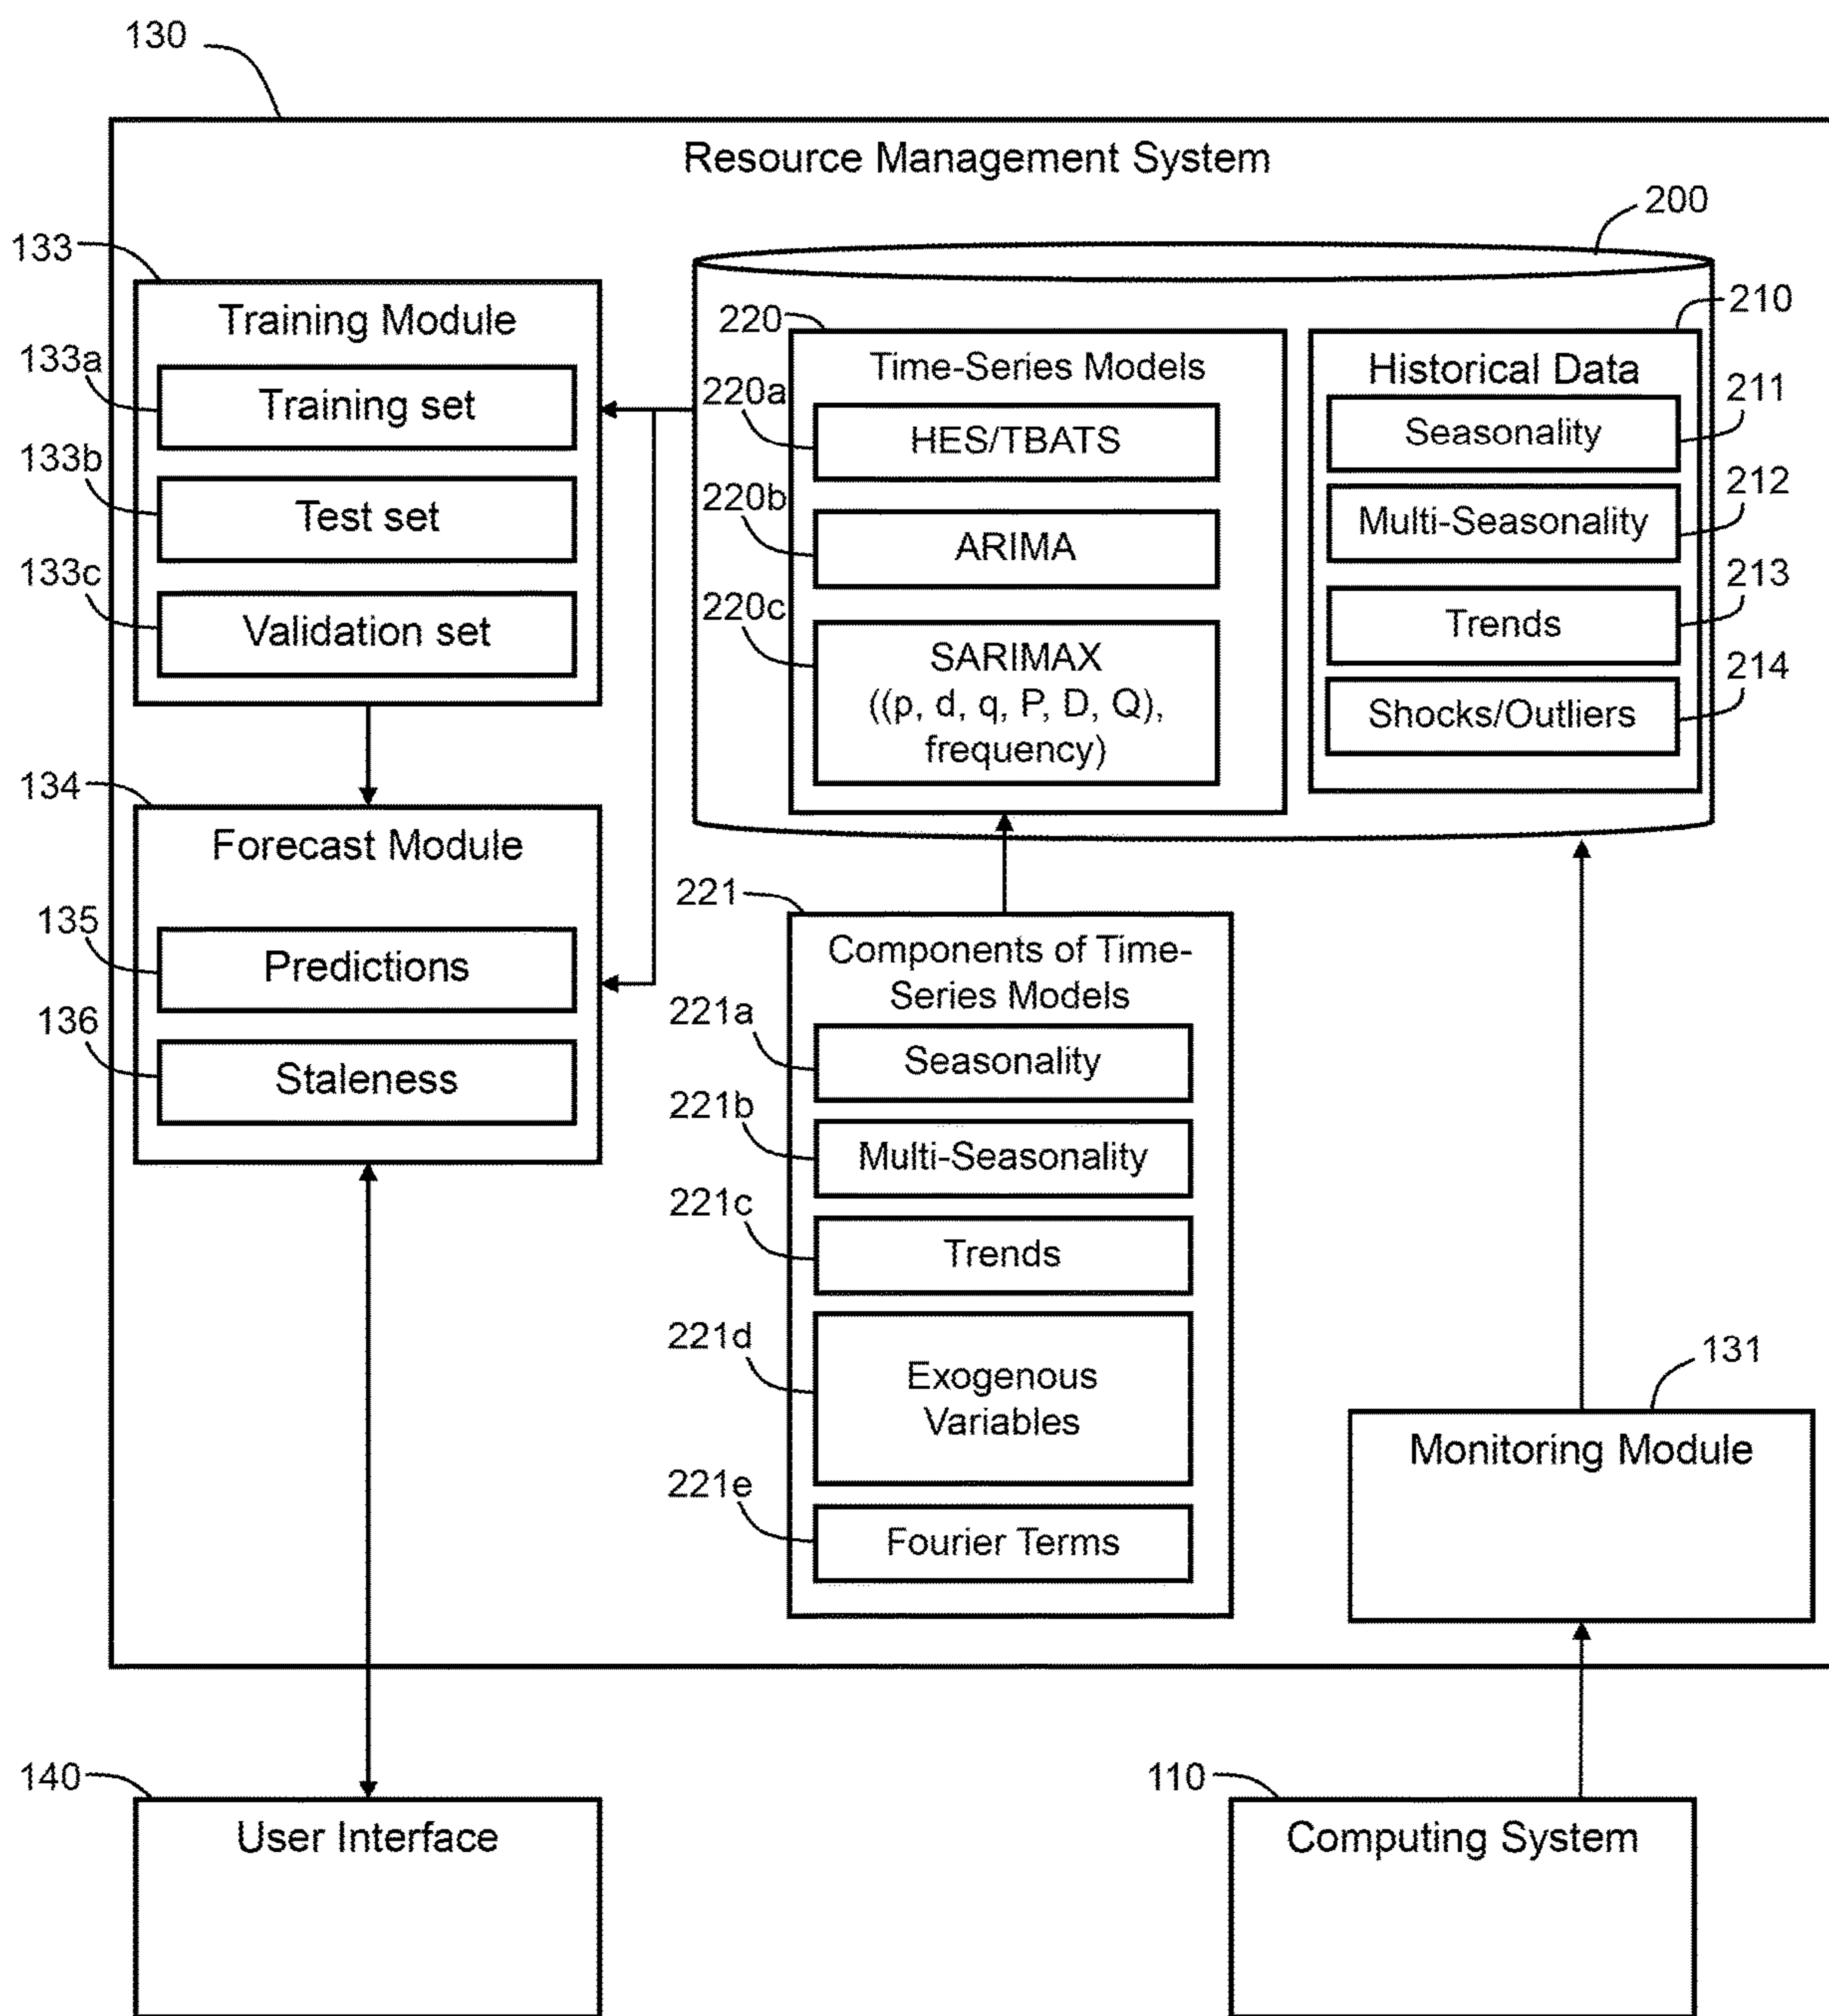 130
Resource Management System
200
133
Training Module
133a
Training set
133b
Test set
133c
Validation set
220
Time-Series Models
220a
HES/TBATS
220b
ARIMA
220c
SARIMAX
((p, d, q, P, D, Q),
frequency)
210
Historical Data
211
Seasonality
212
Multi-Seasonality
213
Trends
214
Shocks/Outliers
134
Forecast Module
135
Predictions
136
Staleness
221
Components of Time-
Series Models
221a
Seasonality
221b
Multi-Seasonality
221c
Trends
221d
Exogenous
Variables
221e
Fourier Terms
131
Monitoring Module
140
User Interface
110
Computing System